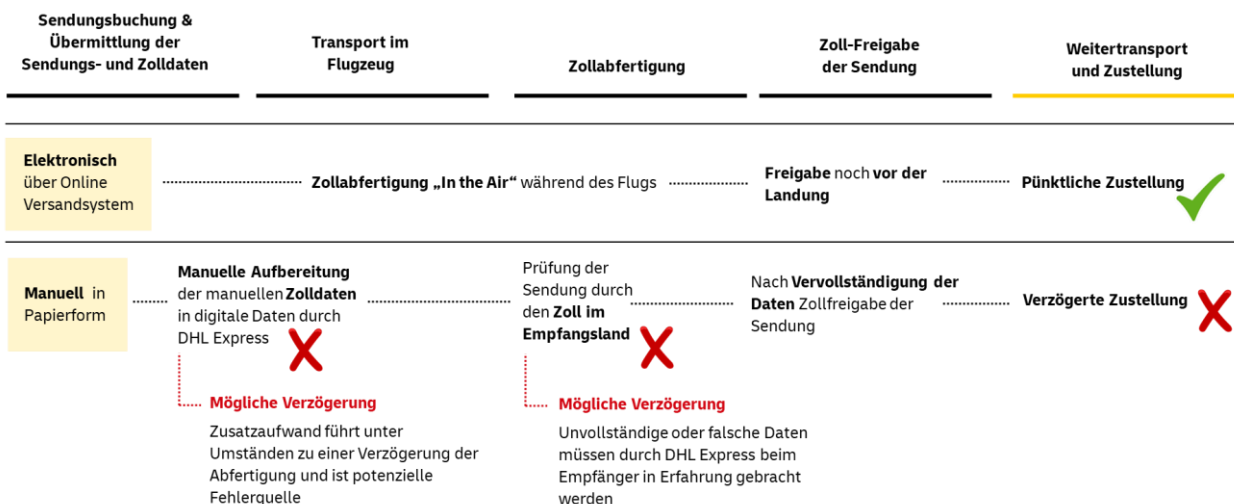 Sendungsbuchung &
Übermittlung der
Sendungs- und Zolldaten
Transport im
Flugzeug
Zollabfertigung
Zoll-Freigabe
der Sendung
Weitertransport
und Zustellung
Elektronisch
über Online
Versandsystem
Zollabfertigung „In the Air“ während des Flugs
Freigabe noch vor der
Landung
Pünktliche Zustellung
Manuell in
Papierform
Manuelle Aufbereitung
der manuellen Zolldaten
in digitale Daten durch
DHL Express
Mögliche Verzögerung
Zusatzaufwand führt unter
Umständen zu einer Verzögerung der
Abfertigung und ist potenzielle
Fehlerquelle
Prüfung der
Sendung durch
den Zoll im
Empfangsland
Mögliche Verzögerung
Unvollständige oder falsche Daten
müssen durch DHL Express beim
Empfänger in Erfahrung gebracht
werden
Nach Vervollständigung der
Daten Zollfreigabe der
Sendung
Verzögerte Zustellung